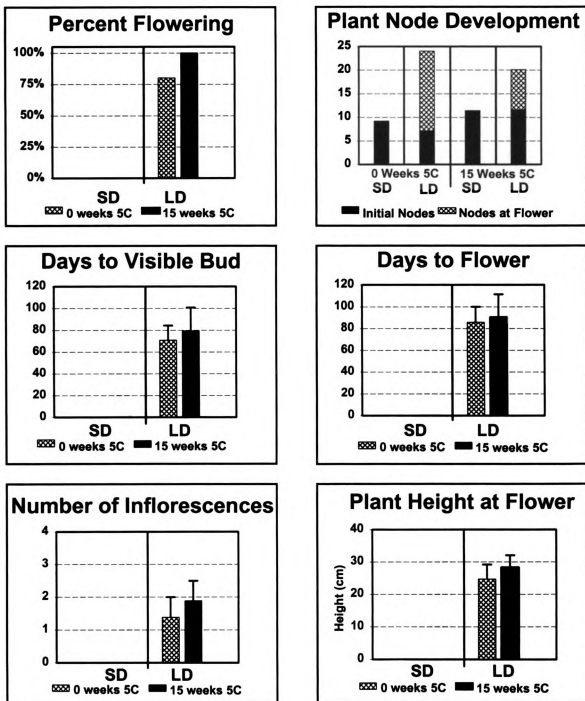 Percent Flowering
100%
75%
50%
25%
0%
SD LD
0 weeks 5C 15 weeks 5C
Plant Node Development
25
20
15
10
5
0
0 Weeks 5C 15 Weeks 5C
SD LD SD LD
Initial Nodes Nodes at Flower
Days to Visible Bud
120
100
80
60
40
20
0
SD LD
0 weeks 5C 15 weeks 5C
Days to Flower
120
100
80
60
40
20
0
SD LD
0 weeks 5C 15 weeks 5C
Number of Inflorescences
4
3
2
1
0
SD LD
0 weeks 5C 15 weeks 5C
Plant Height at Flower
Height (cm)
40
30
20
10
0
SD LD
0 weeks 5C 15 weeks 5C